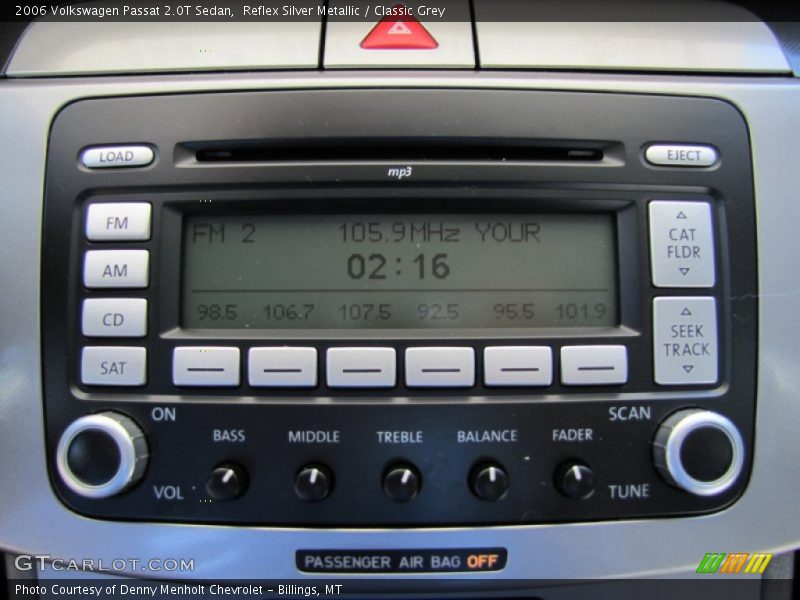 2006 Volkswagen Passat 2.0T Sedan,  Reflex Silver Metallic / Classic Grey
LOAD
EJECT
mp3
FM
FM 2 105.9MHz YOUR
CAT
FLDR
AM
02:16
CD
98.5 106.7 107.5 92.5 95.5 101.9
SEEK
TRACK
SAT
ON
SCAN
BASS MIDDLE TREBLE BALANCE FADER
VOL
TUNE
PASSENGER AIR BAG OFF
GTCARLOT.COM
Photo Courtesy of Denny Menholt Chevrolet - Billings, MT